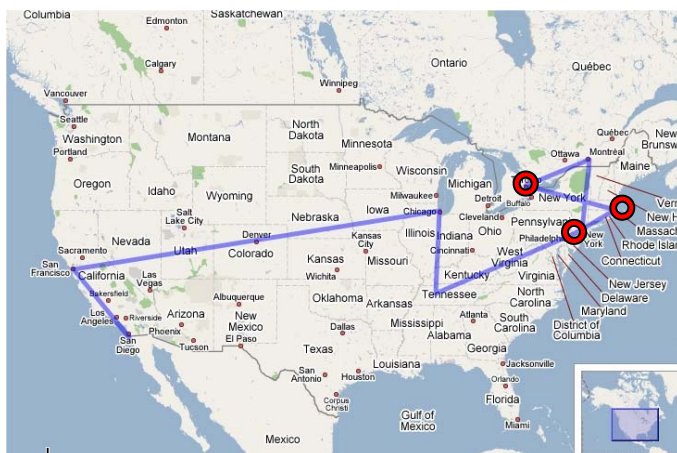 Columbia
Edmonton
Saskatchewan
Calgary
Ontario
Québec
Winnipeg
Vancouver
Seattle
Washington
Portland
Montana
North
Dakota
Minnesota
Minneapolis
Ottawa
Québec
Montréal
New
Brunsw
Maine
Oregon
Idaho
Wyoming
South
Dakota
Wisconsin
Milwaukee
Michigan
Detroit
Buffalo
New York
Verm
New H
Massach
Rhode Islan
Connecticut
Salt
Lake City
Nebraska
Iowa
Chicago
Cleveland
Pennsylvania
Philadelph
New
York
Nevada
Utah
Denver
Colorado
Kansas
City
Kansas
Missouri
Illinois
Indiana
Ohio
Cincinnati
West
Virginia
Virginia
Kentucky
New Jersey
Delaware
Maryland
District of
Columbia
Sacramento
San
Francisco
California
Las
Vegas
Bakersfield
Los
Angeles
Riverside
San
Diego
Arizona
Phoenix
Tucson
Albuquerque
New
Mexico
El Paso
Wichita
Oklahoma
Arkansas
Tennessee
North
Carolina
South
Carolina
Atlanta
Mississippi
Alabama
Georgia
Dallas
Texas
Louisiana
Jacksonville
San
Antonio
Houston
Orlando
Florida
Corpus
Christi
Gulf of
Mexico
Miami
Mexico